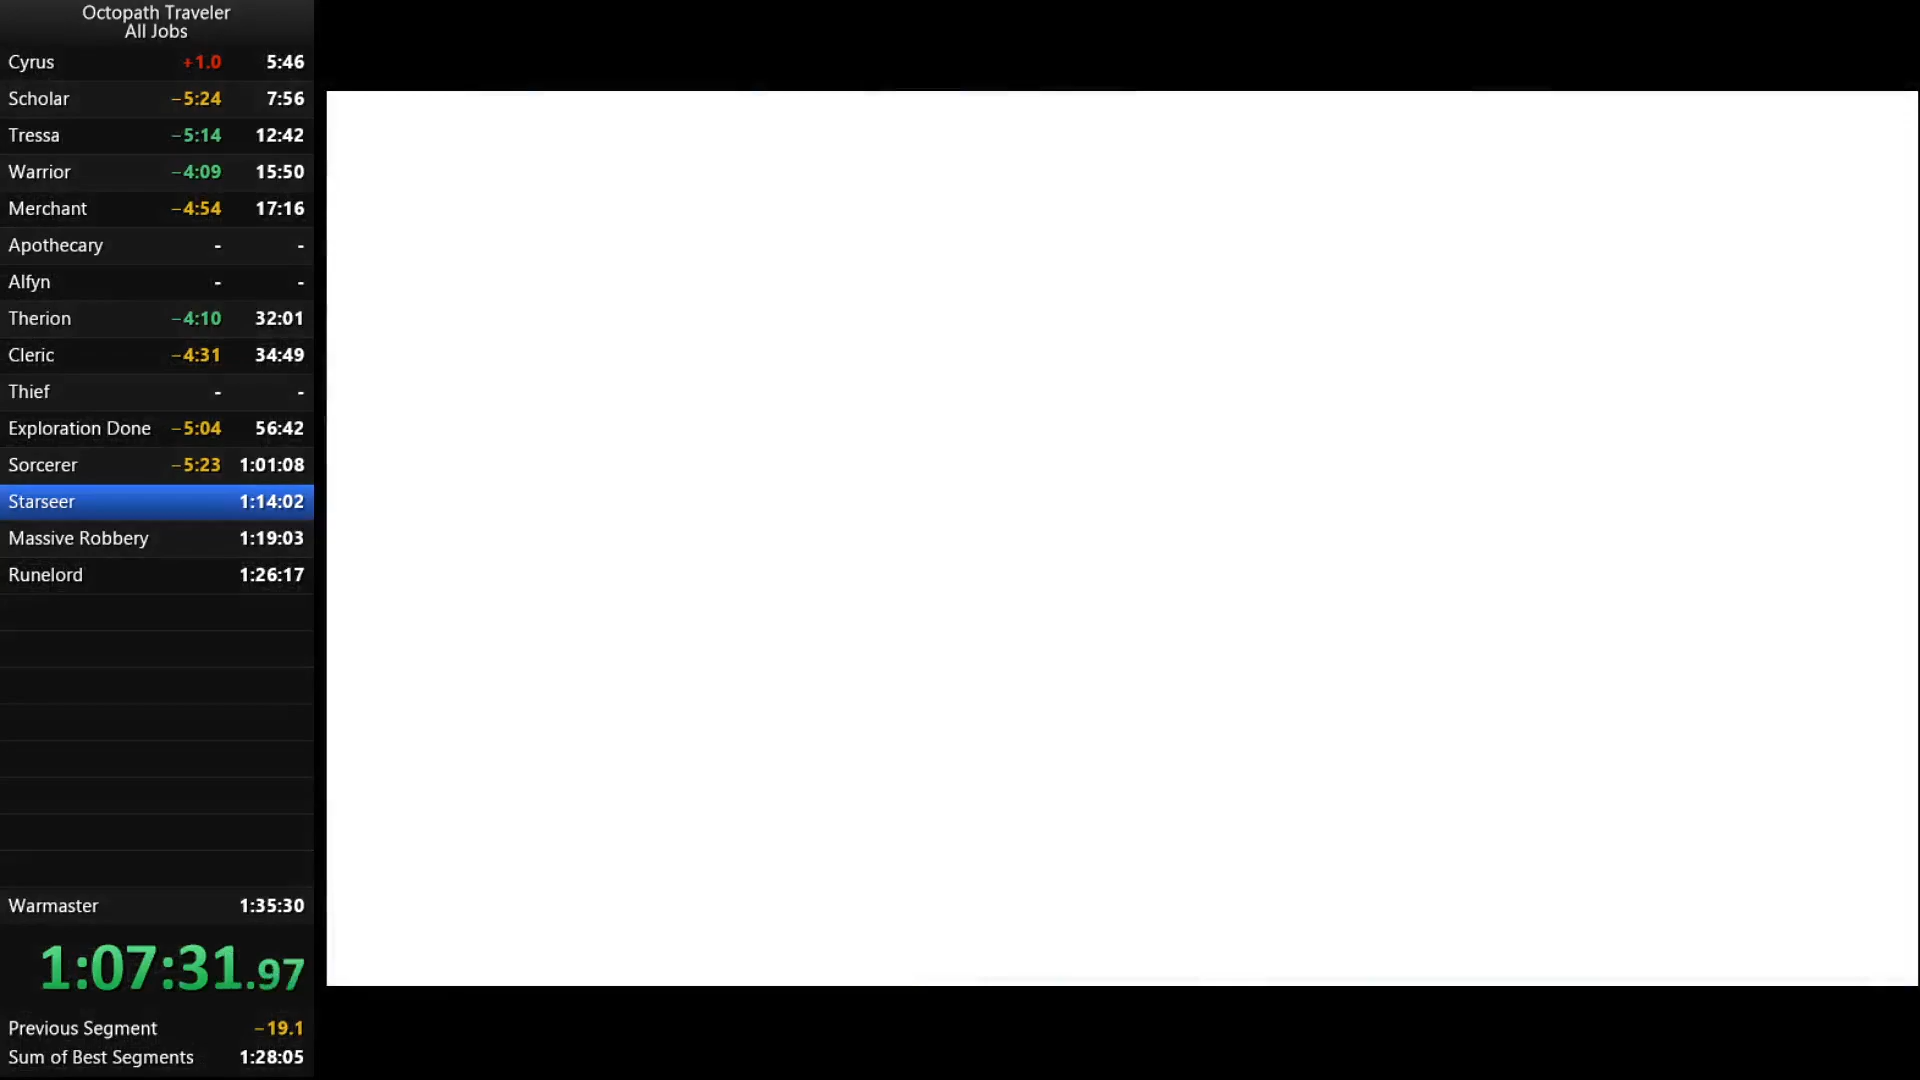 Octopath Traveler
All Jobs
Cyrus +1.0 5:46
Scholar −5:24 7:56
Tressa −5:14 12:42
Warrior −4:09 15:50
Merchant −4:54 17:16
Apothecary - -
Alfyn - -
Therion −4:10 32:01
Cleric −4:31 34:49
Thief - -
Exploration Done −5:04 56:42
Sorcerer −5:23 1:01:08
Starseer 1:14:02
Massive Robbery 1:19:03
Runelord 1:26:17
Warmaster 1:35:30
1:07:31.97
Previous Segment −19.1
Sum of Best Segments 1:28:05